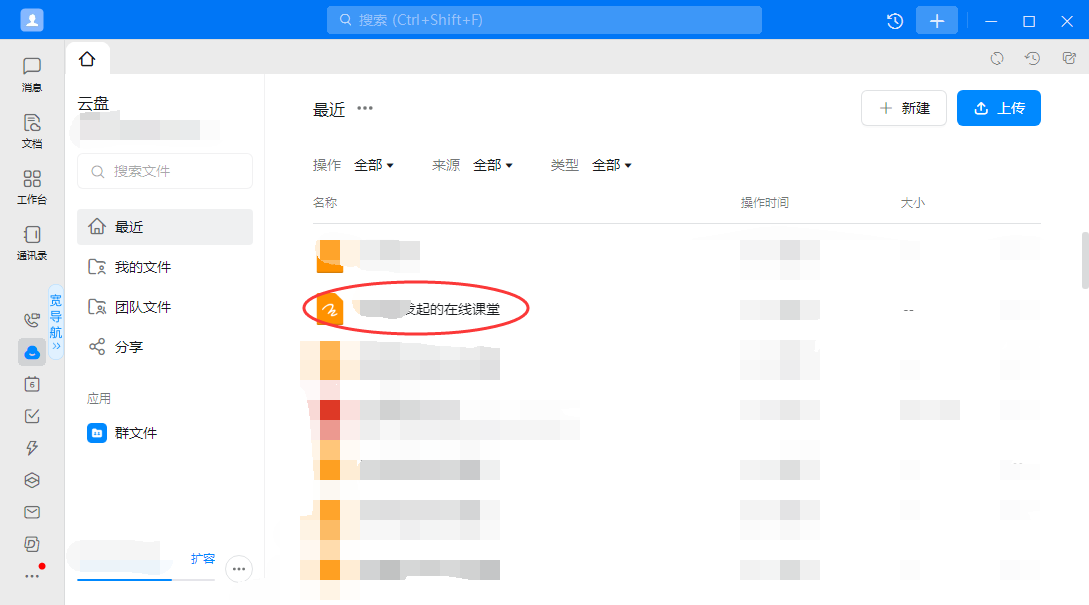 搜索 (Ctrl+Shift+F)
消息
文档
工作台
通讯录
宽导航
6
云盘
搜索文件
最近
我的文件
团队文件
分享
应用
群文件
扩容
最近
新建
上传
操作 全部 来源 全部 类型 全部
名称 操作时间 大小
发起的在线课堂 --